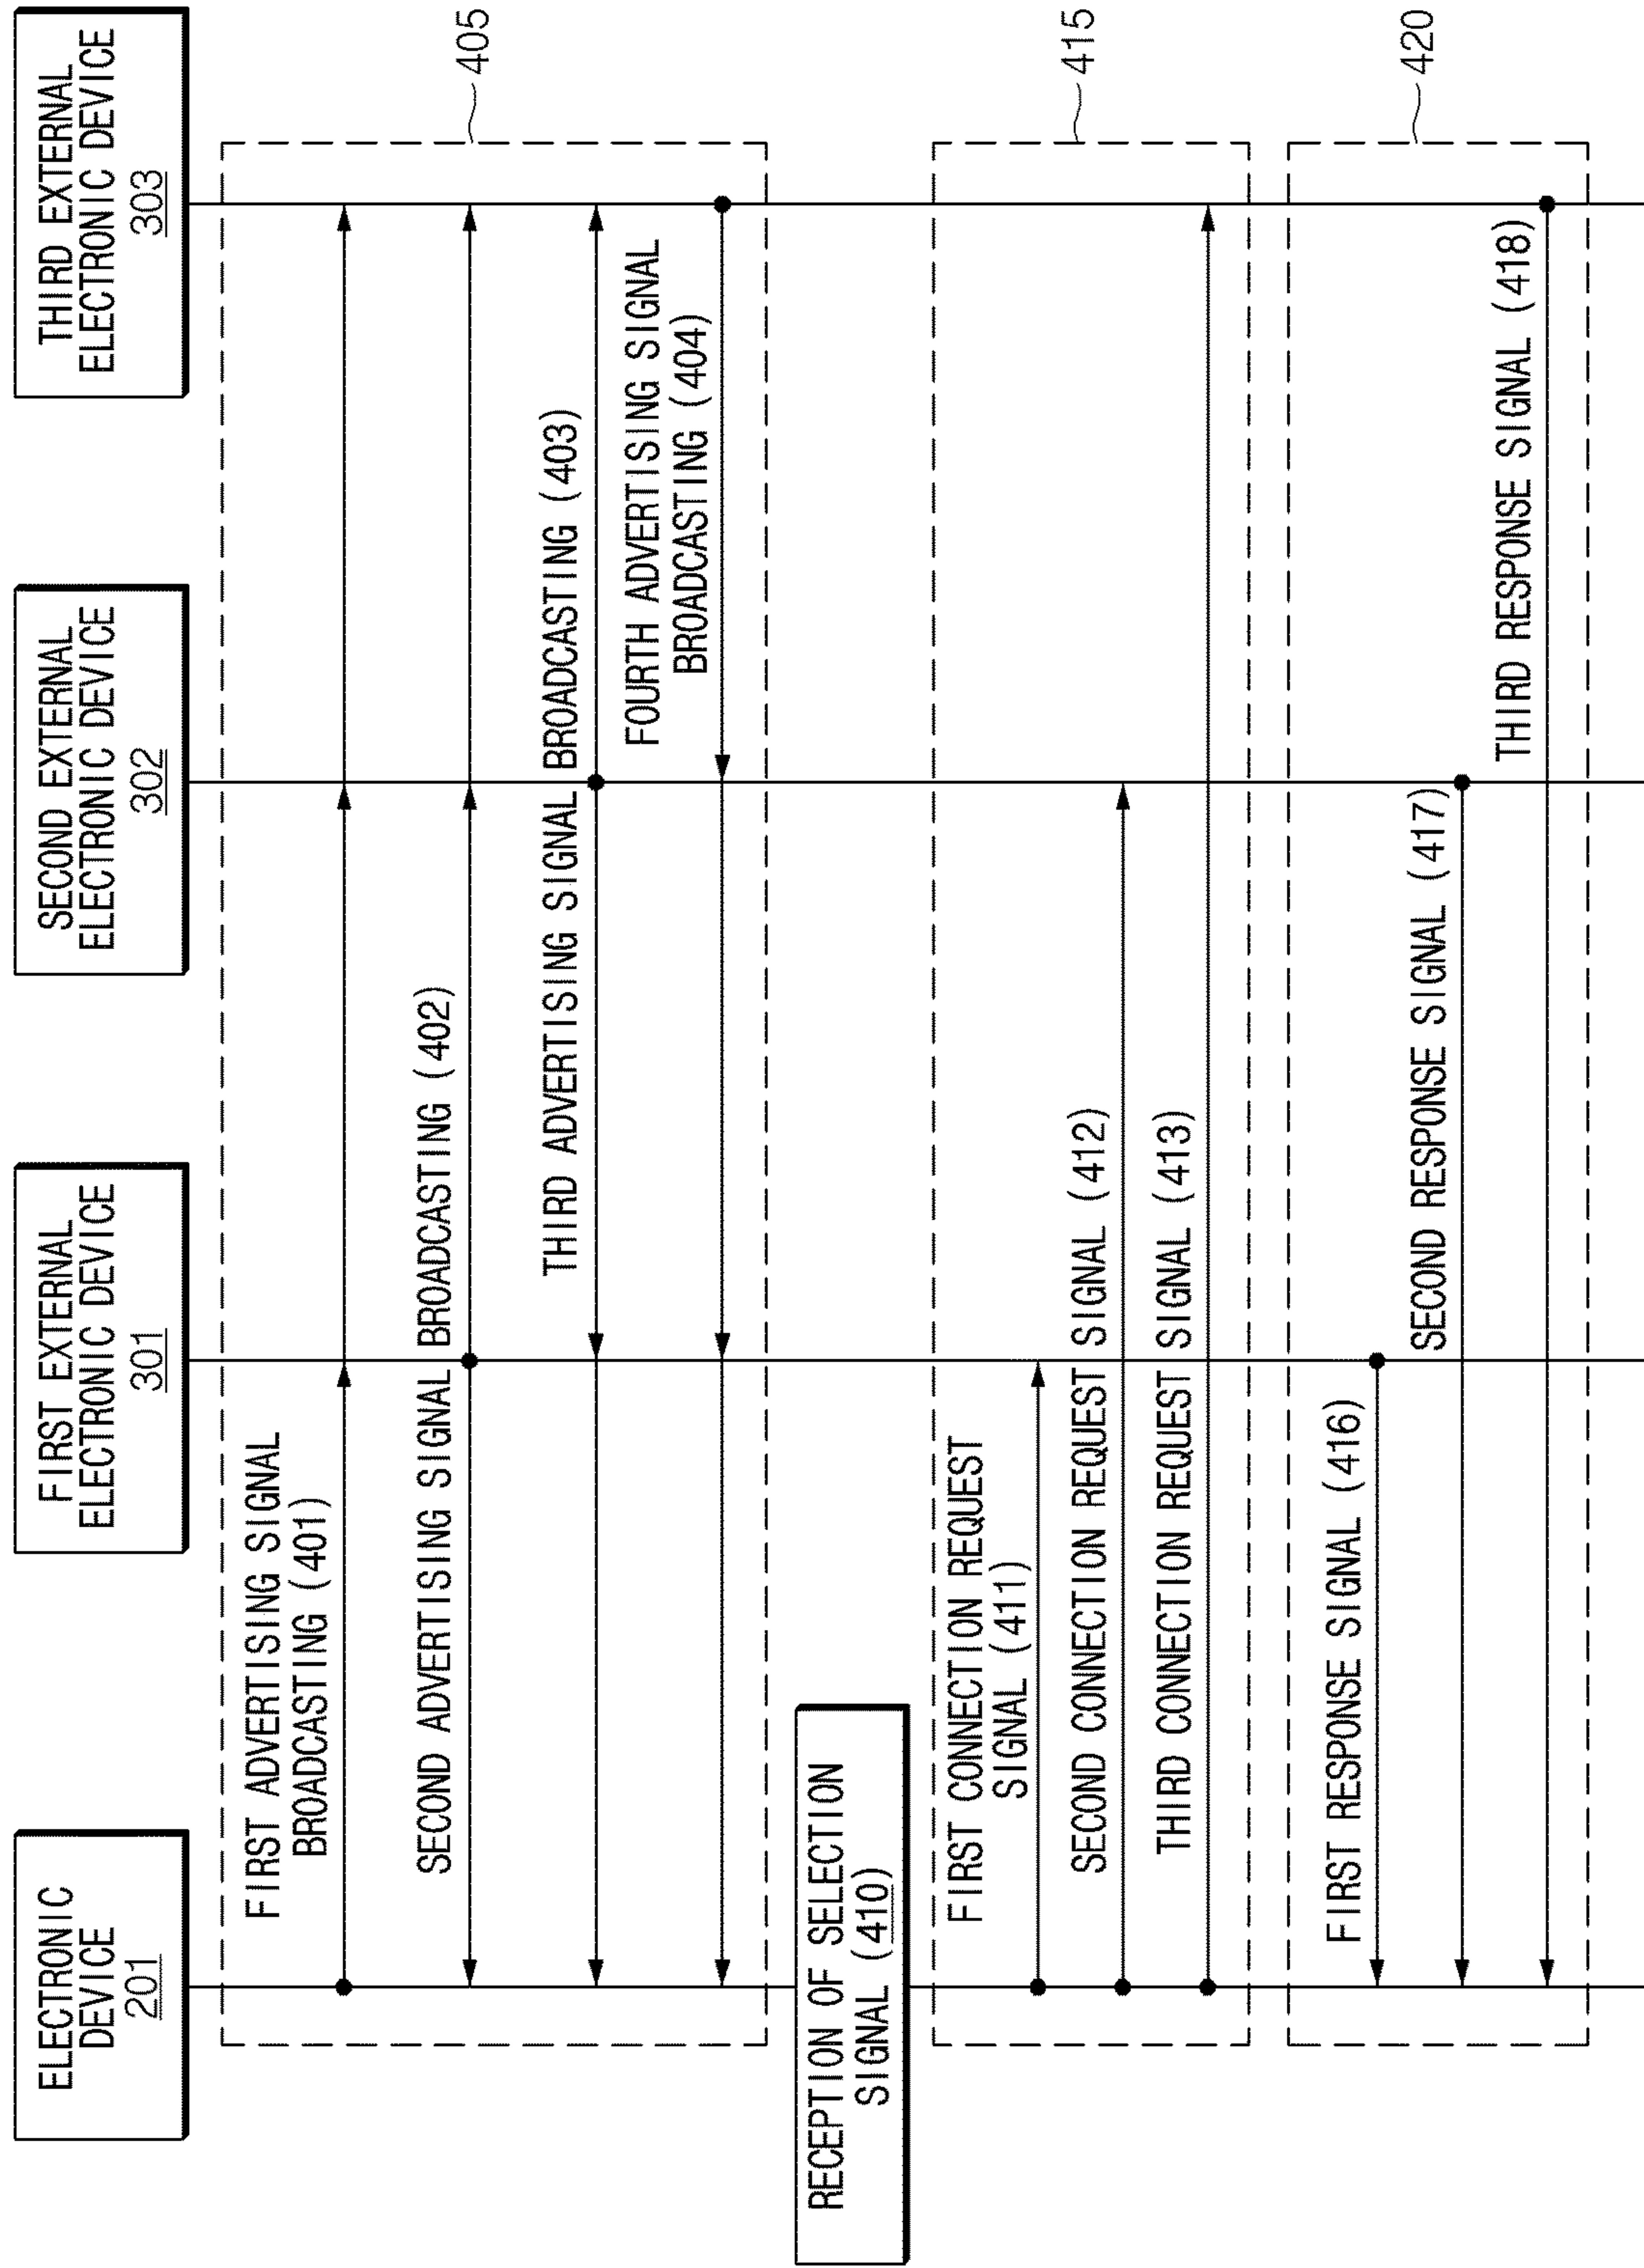 ELECTRONIC
DEVICE
201
FIRST EXTERNAL
ELECTRONIC DEVICE
301
SECOND EXTERNAL
ELECTRONIC DEVICE
302
THIRD EXTERNAL
ELECTRONIC DEVICE
303
FIRST ADVERTISING SIGNAL
BROADCASTING (401)
SECOND ADVERTISING SIGNAL BROADCASTING (402)
THIRD ADVERTISING SIGNAL BROADCASTING (403)
FOURTH ADVERTISING SIGNAL
BROADCASTING (404)
405
RECEPTION OF SELECTION
SIGNAL (410)
FIRST CONNECTION REQUEST
SIGNAL (411)
SECOND CONNECTION REQUEST SIGNAL (412)
THIRD CONNECTION REQUEST SIGNAL (413)
415
FIRST RESPONSE SIGNAL (416)
SECOND RESPONSE SIGNAL (417)
THIRD RESPONSE SIGNAL (418)
420